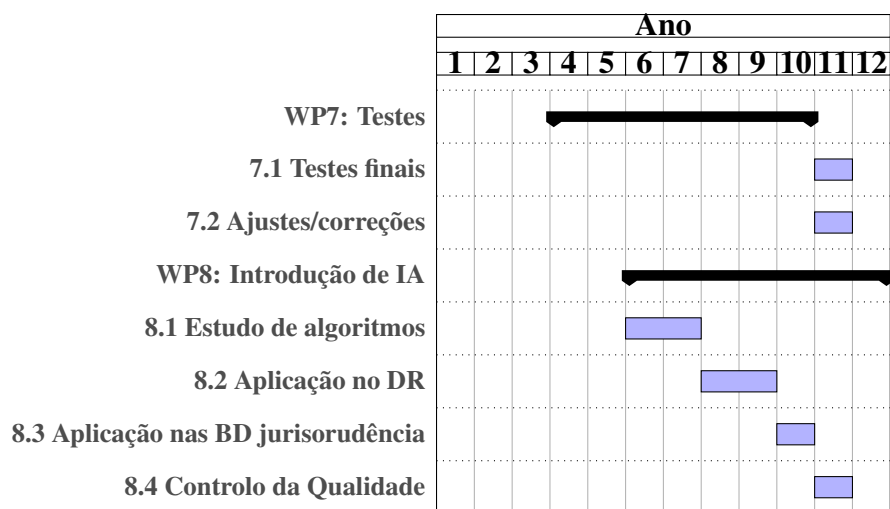 Ano
1 2 3 4 5 6 7 8 9 10 11 12
WP7: Testes
7.1 Testes finais
7.2 Ajustes/correções
WP8: Introdução de IA
8.1 Estudo de algoritmos
8.2 Aplicação no DR
8.3 Aplicação nas BD jurisorudência
8.4 Controlo da Qualidade